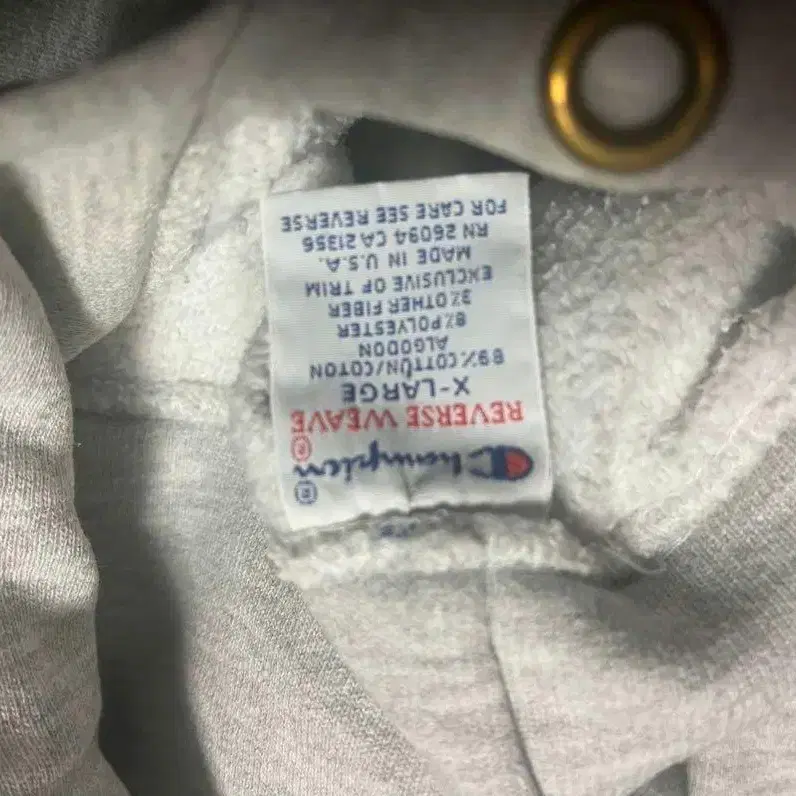 Champion®
REVERSE WEAVE®
X-LARGE
89% COTTON/COTON
ALGODON
8% POLYESTER
3% OTHER FIBER
EXCLUSIVE OF TRIM
MADE IN U.S.A.
RN 26094 CA 21356
FOR CARE SEE REVERSE